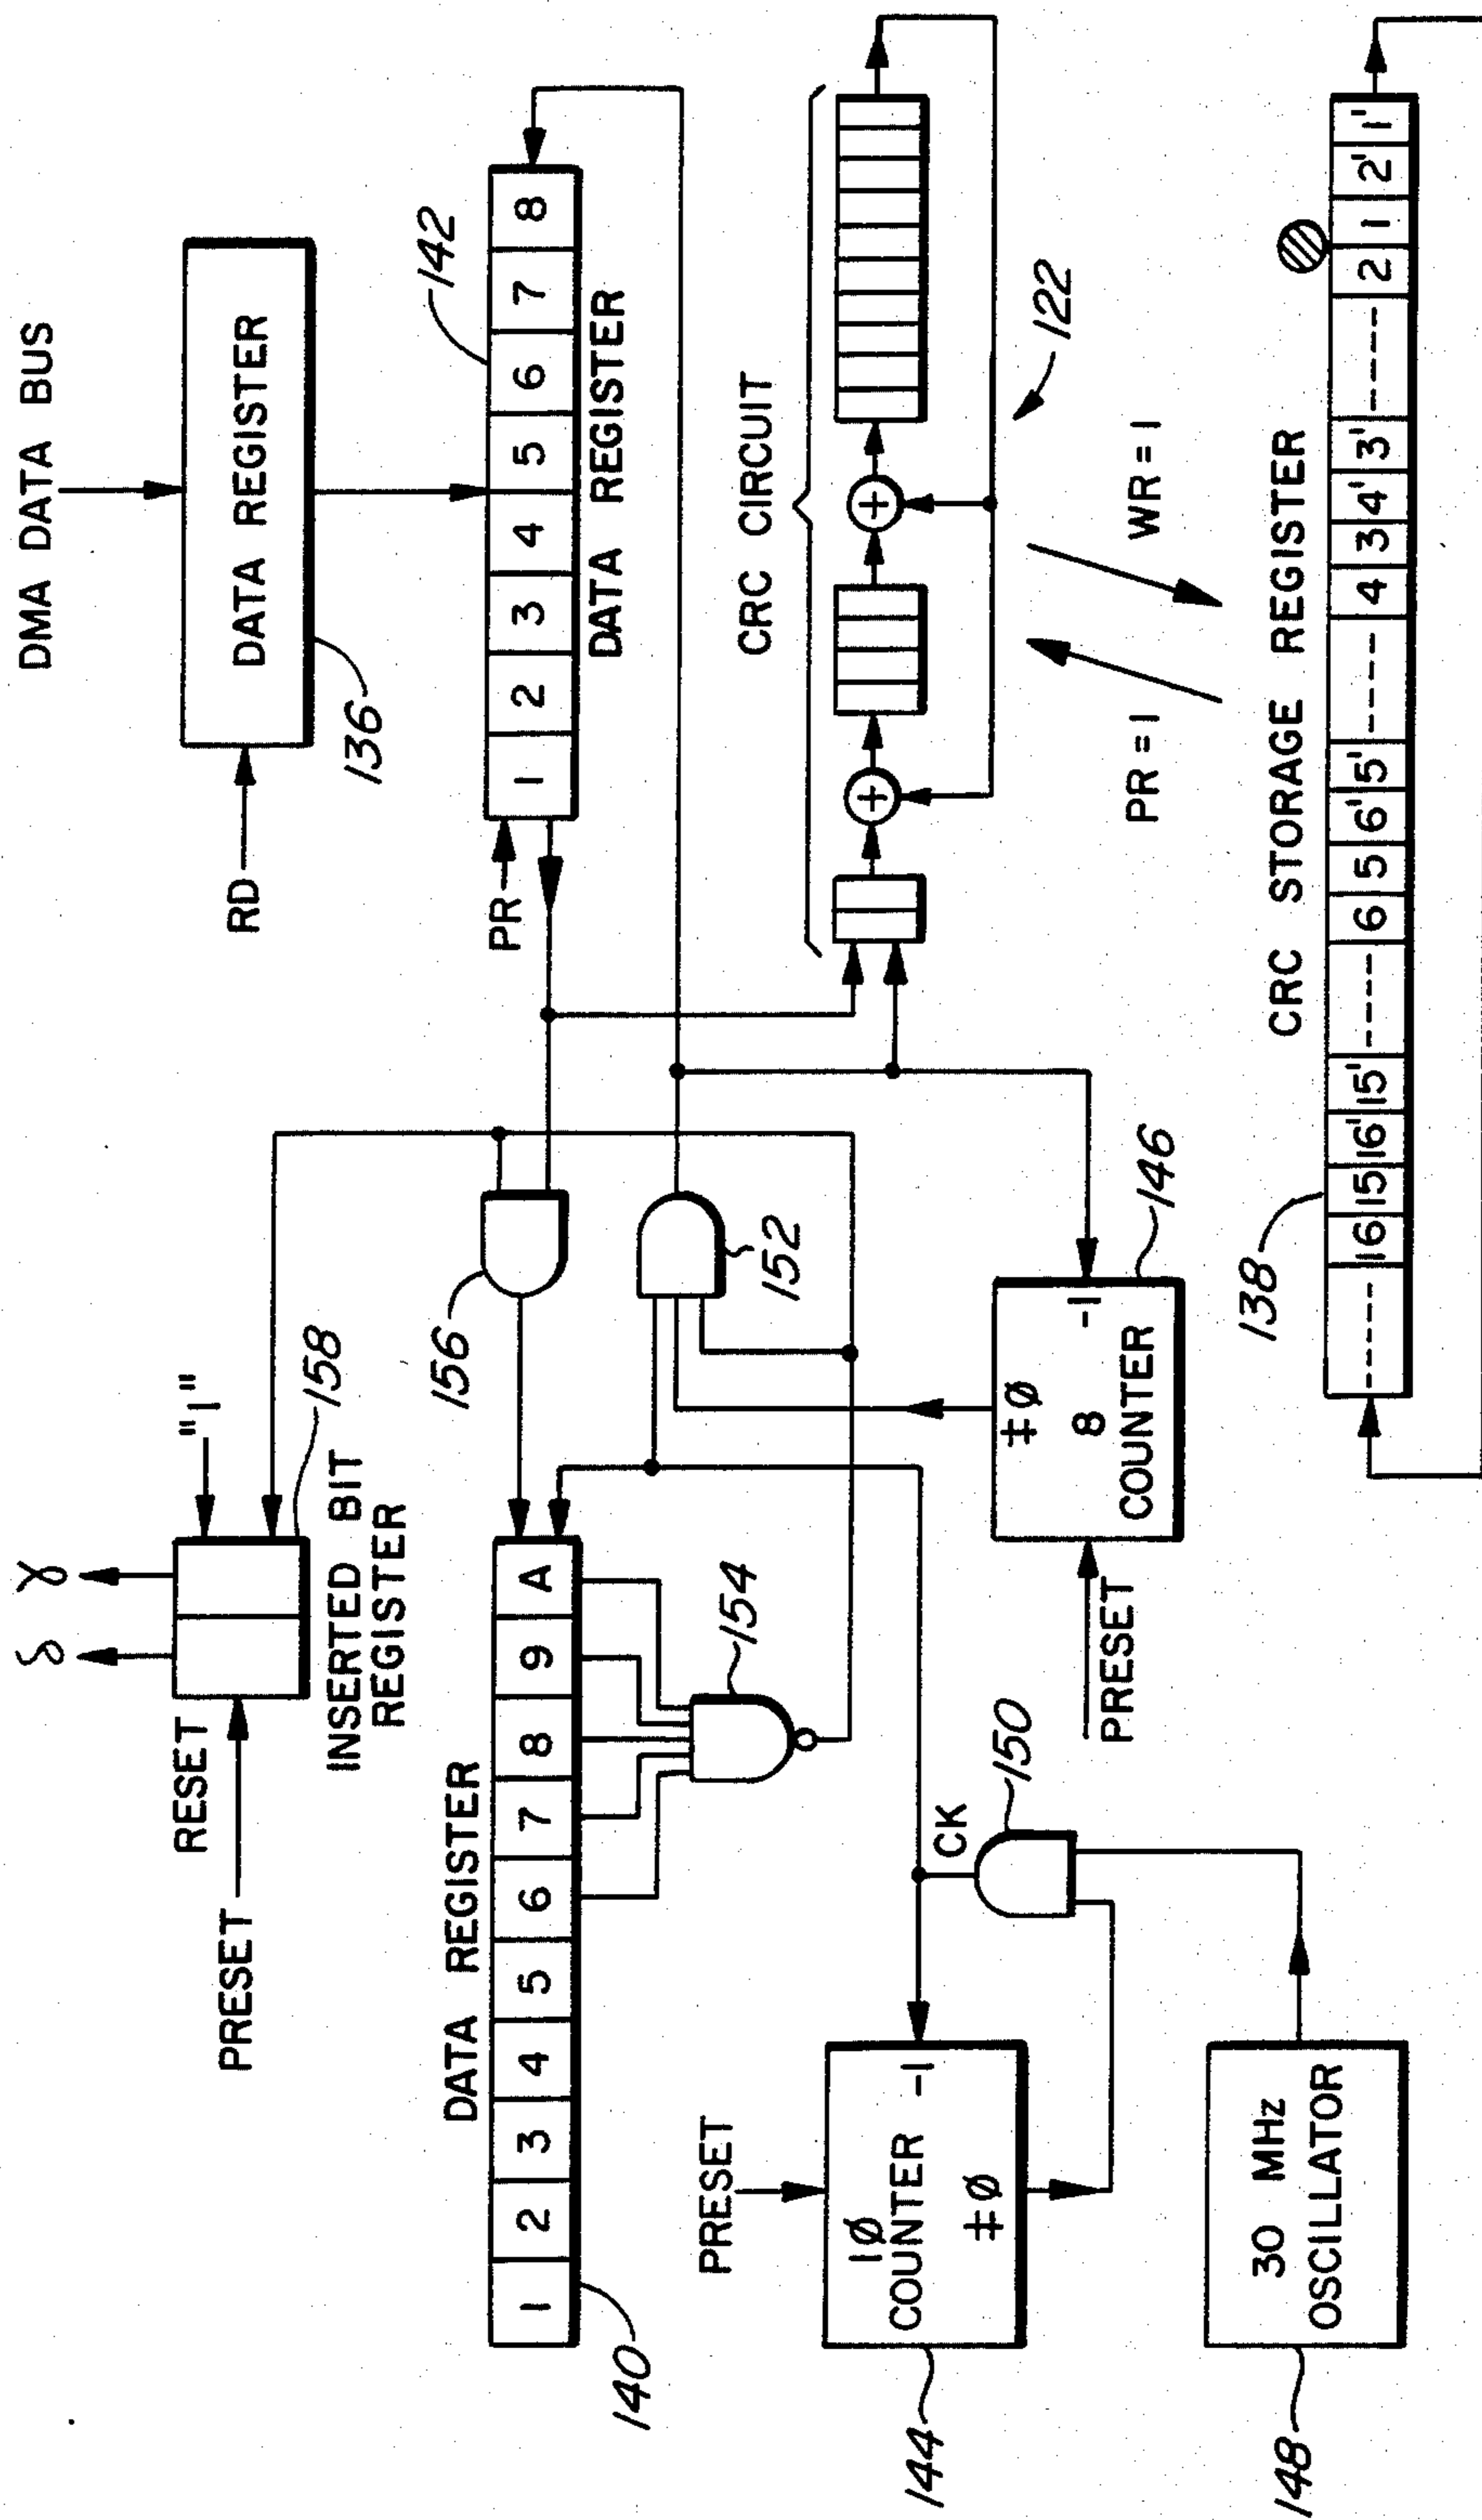 DMA DATA BUS
RD
DATA REGISTER
136
142
PR
1 2 3 4 5 6 7 8
DATA REGISTER
δ γ
"1"
RESET
PRESET
158
INSERTED BIT
REGISTER
156
152
DATA REGISTER
1 2 3 4 5 6 7 8 9 A
140
154
CRC CIRCUIT
122
PR = 1
WR = 1
PRESET
1Ø
COUNTER
-1
≠ Ø
144
CK
150
≠ Ø
8
COUNTER
-1
146
PRESET
30 MHz
OSCILLATOR
148
CRC STORAGE REGISTER
138
----- 16 15 16' 15' ----- 6 5 6' 5' ---- 4 3 4' 3' ---- 2 1 2' 1'